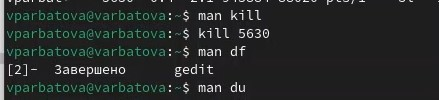 vparbatova@varbatova:~$ man kill
vparbatova@varbatova:~$ kill 5630
vparbatova@varbatova:~$ man df
[2]-  Завершено      gedit
vparbatova@varbatova:~$ man du